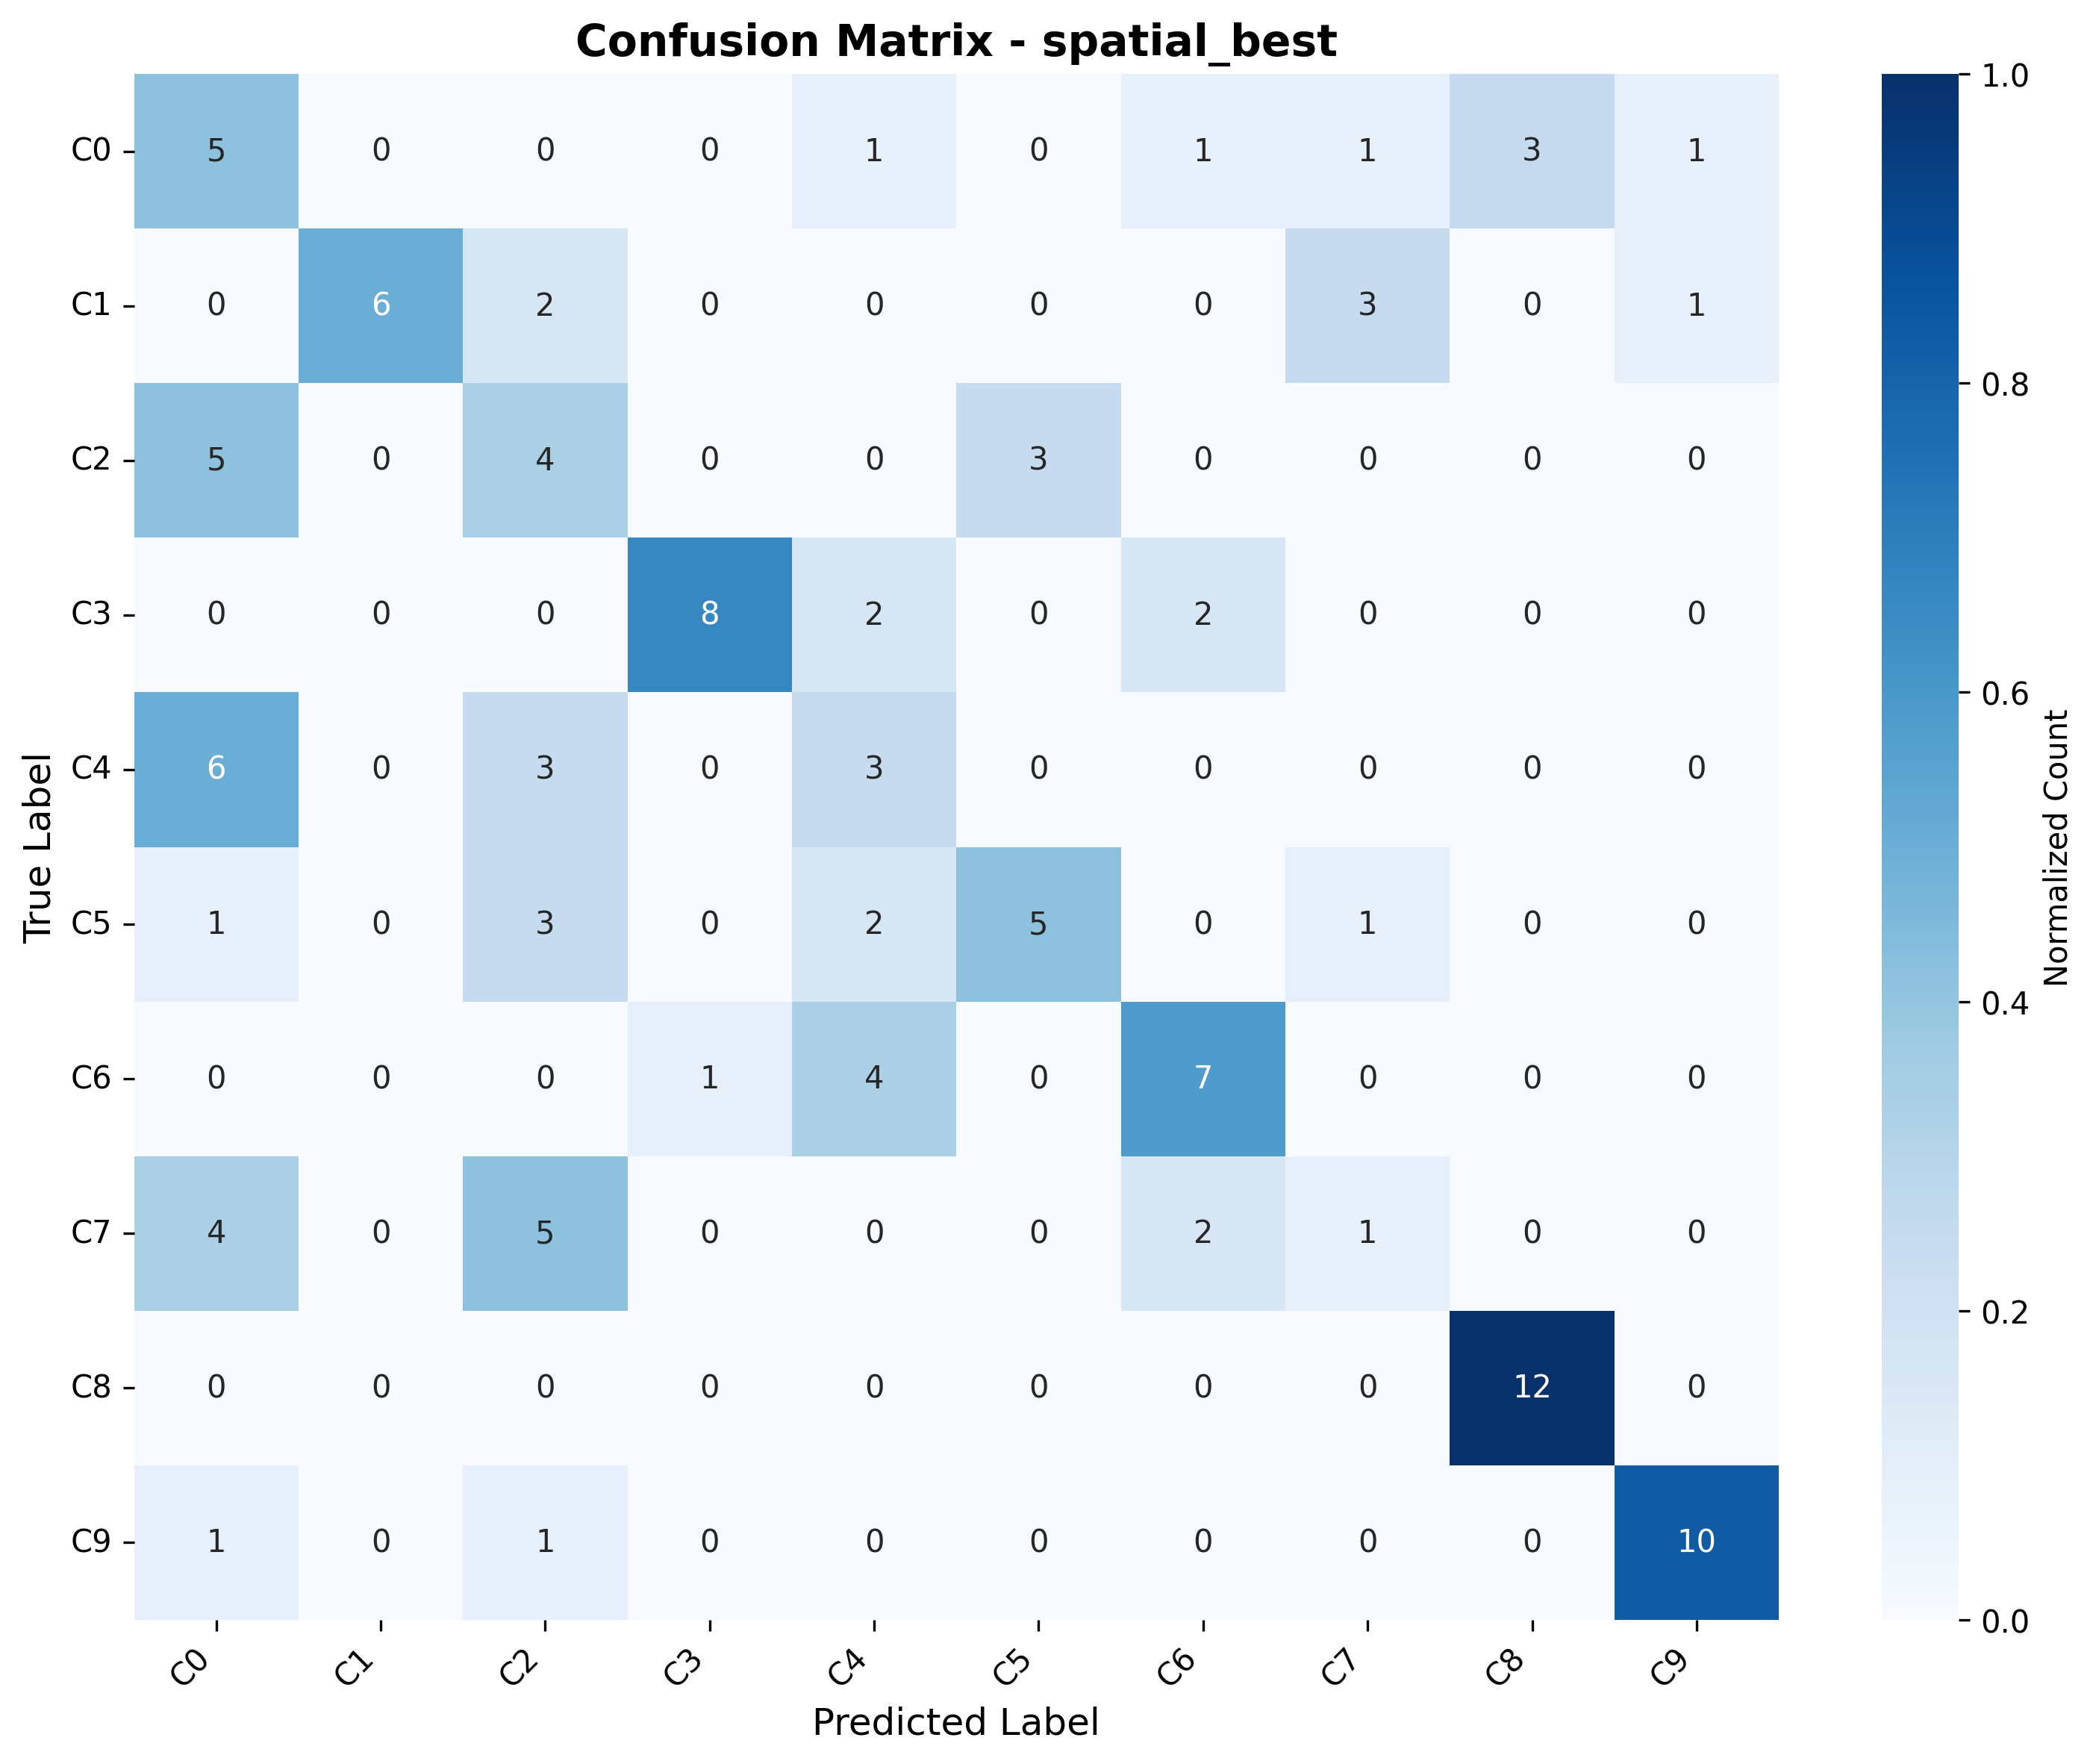 Confusion Matrix - spatial_best
C0 5 0 0 0 1 0 1 1 3 1
C1 0 6 2 0 0 0 0 3 0 1
C2 5 0 4 0 0 3 0 0 0 0
C3 0 0 0 8 2 0 2 0 0 0
C4 6 0 3 0 3 0 0 0 0 0
C5 1 0 3 0 2 5 0 1 0 0
C6 0 0 0 1 4 0 7 0 0 0
C7 4 0 5 0 0 0 2 1 0 0
C8 0 0 0 0 0 0 0 0 12 0
C9 1 0 1 0 0 0 0 0 0 10
C0 C1 C2 C3 C4 C5 C6 C7 C8 C9
Predicted Label
True Label
1.0
0.8
0.6
0.4
0.2
0.0
Normalized Count